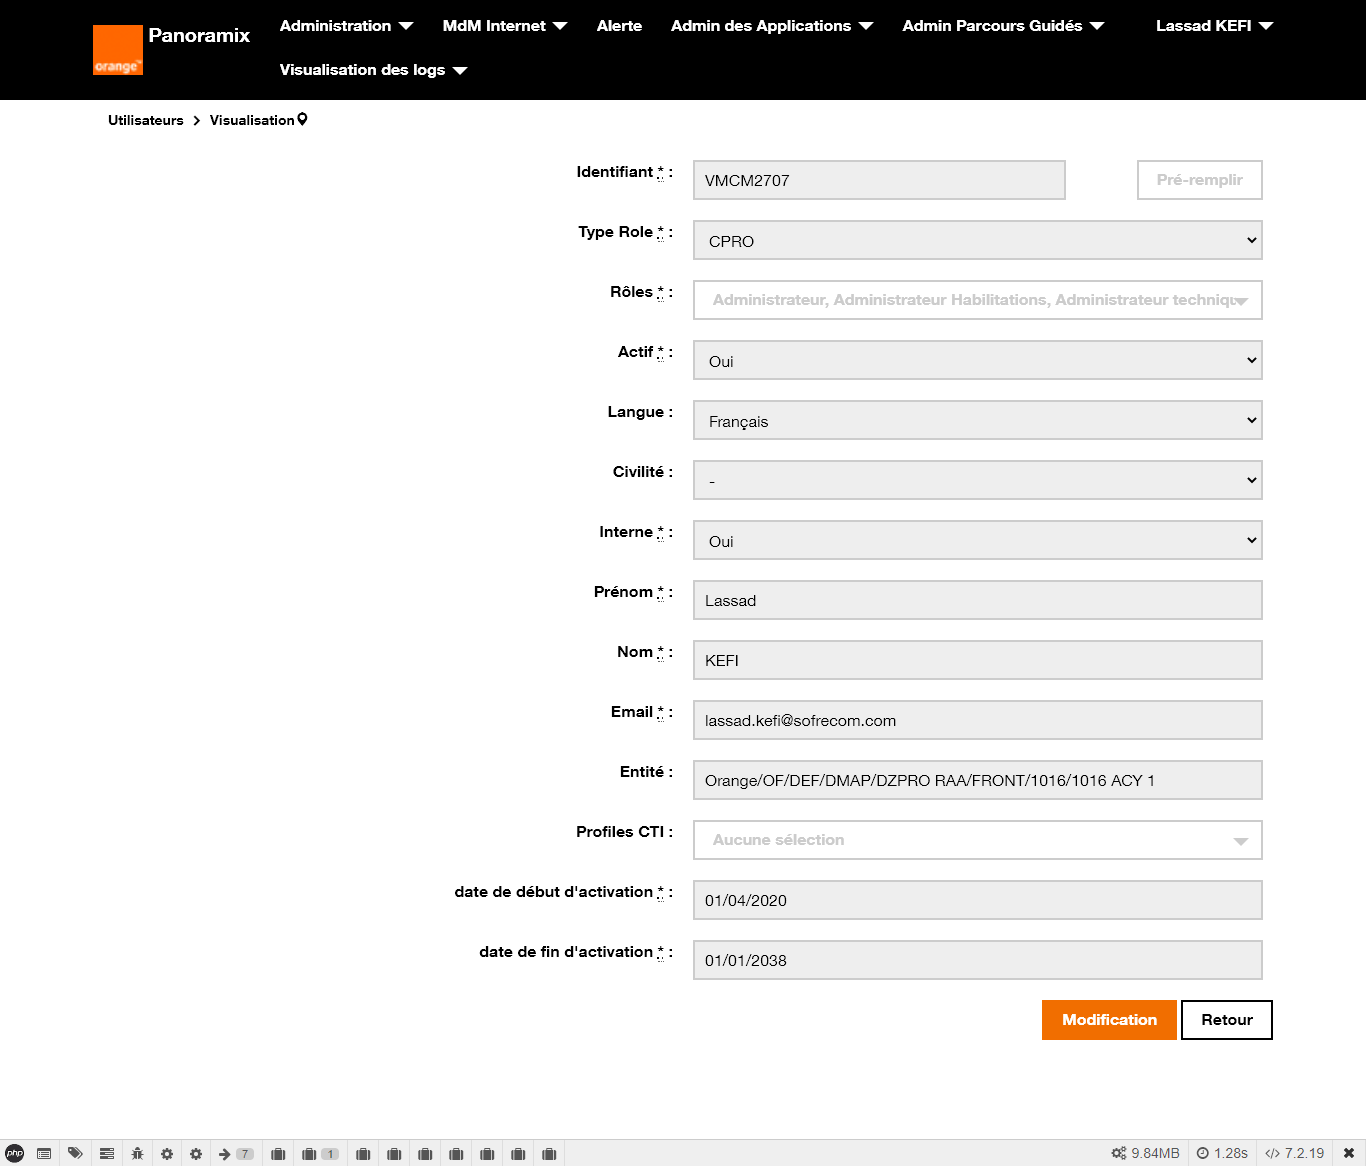 Panoramix
orange™
Administration
MdM Internet
Alerte
Admin des Applications
Admin Parcours Guidés
Lassad KEFI
Visualisation des logs
Utilisateurs > Visualisation
Identifiant * :
VMCM2707
Pré-remplir
Type Role * :
CPRO
Rôles * :
Administrateur, Administrateur Habilitations, Administrateur techniqu
Actif * :
Oui
Langue :
Français
Civilité :
-
Interne * :
Oui
Prénom * :
Lassad
Nom * :
KEFI
Email * :
lassad.kefi@sofrecom.com
Entité :
Orange/OF/DEF/DMAP/DZPRO RAA/FRONT/1016/1016 ACY 1
Profiles CTI :
Aucune sélection
date de début d'activation * :
01/04/2020
date de fin d'activation * :
01/01/2038
Modification
Retour
php
7
1
9.84MB
1.28s
</> 7.2.19